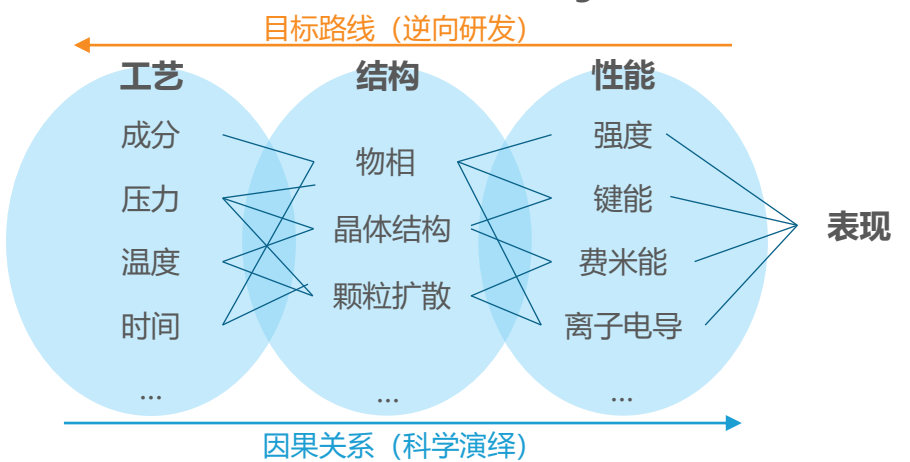 目标路线（逆向研发）
工艺 结构 性能
成分
压力
温度
时间
...
物相
晶体结构
颗粒扩散
...
强度
键能
费米能
离子电导
...
表现
因果关系（科学演绎）